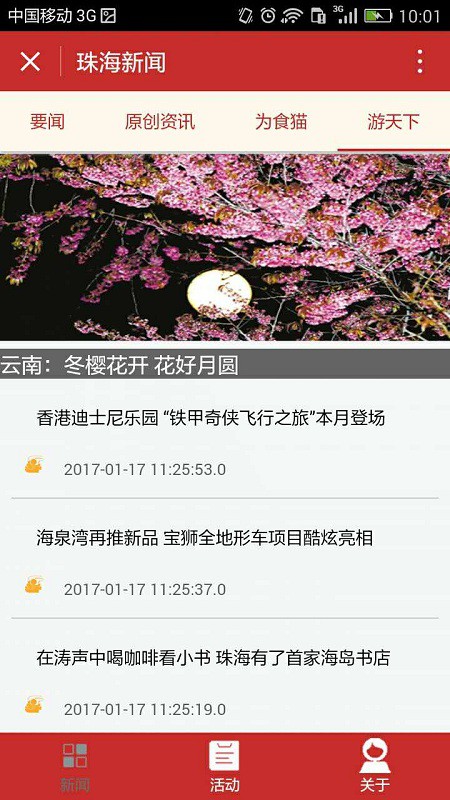 中国移动 3G
3G
10:01
珠海新闻
要闻
原创资讯
为食猫
游天下
云南：冬樱花开 花好月圆
香港迪士尼乐园 “铁甲奇侠飞行之旅”本月登场
2017-01-17 11:25:53.0
海泉湾再推新品 宝狮全地形车项目酷炫亮相
2017-01-17 11:25:37.0
在涛声中喝咖啡看小书 珠海有了首家海岛书店
2017-01-17 11:25:19.0
新闻
活动
关于